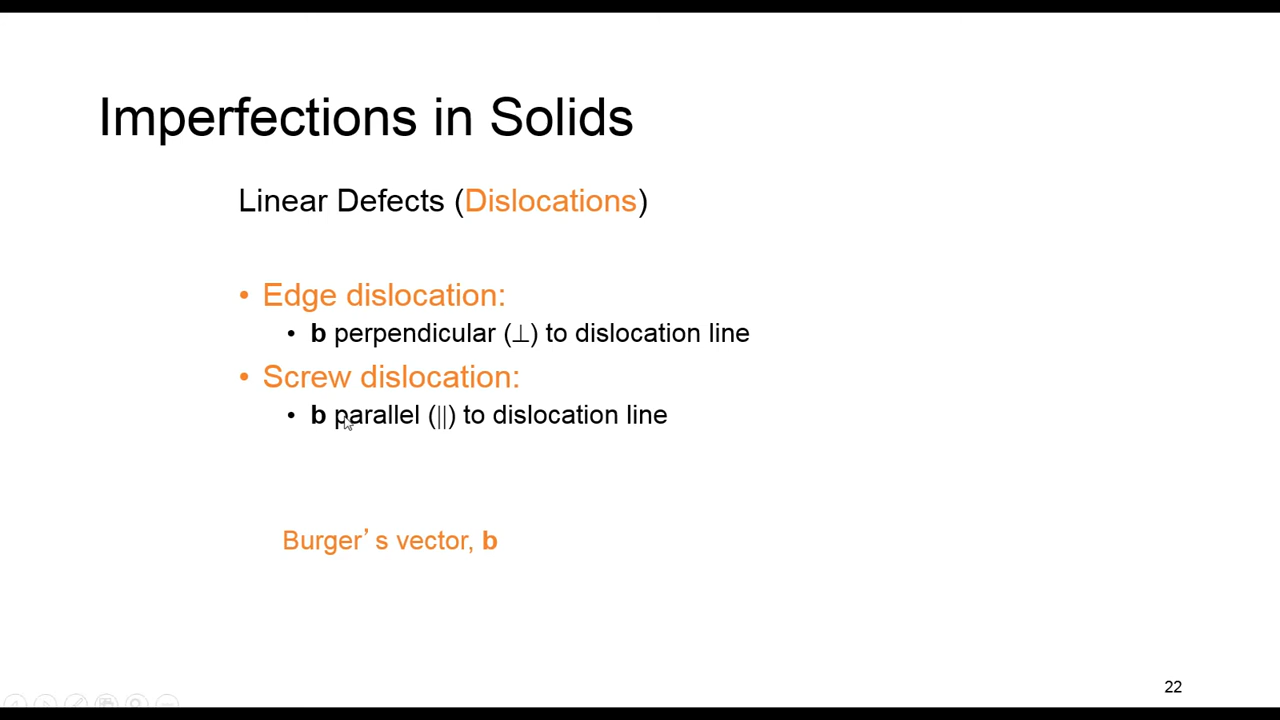 Imperfections in Solids
Linear Defects (Dislocations)
• Edge dislocation:
• b perpendicular (⊥) to dislocation line
• Screw dislocation:
• b parallel (||) to dislocation line
Burger’s vector, b
22